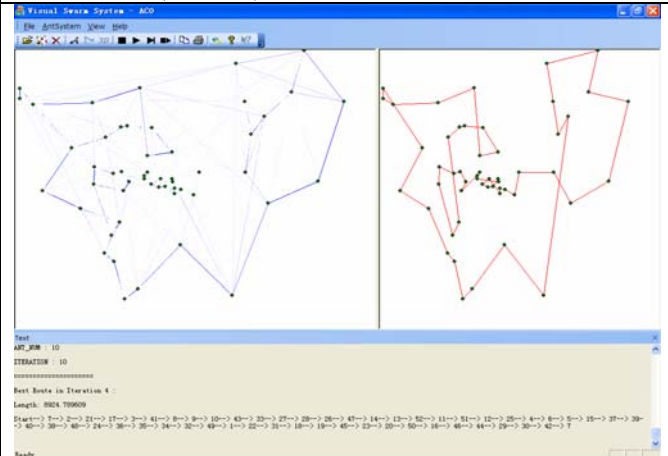 Visual Swarm System - ACO
File AntSystem View Help
Text
ANT_NUM : 10
ITERATION : 10
=====================
Best Route in Iteration 4 :
Length: 8924.789609
Start--> 7--> 2--> 21--> 17--> 3--> 41--> 8--> 9--> 10--> 43--> 33--> 27--> 28--> 26--> 47--> 14--> 13--> 52--> 11--> 51--> 12--> 25--> 4--> 6--> 5--> 15--> 37--> 39-
-> 40--> 38--> 48--> 24--> 36--> 35--> 34--> 32--> 49--> 1--> 22--> 31--> 18--> 19--> 45--> 23--> 20--> 50--> 16--> 46--> 44--> 29--> 30--> 42--> 7
Ready